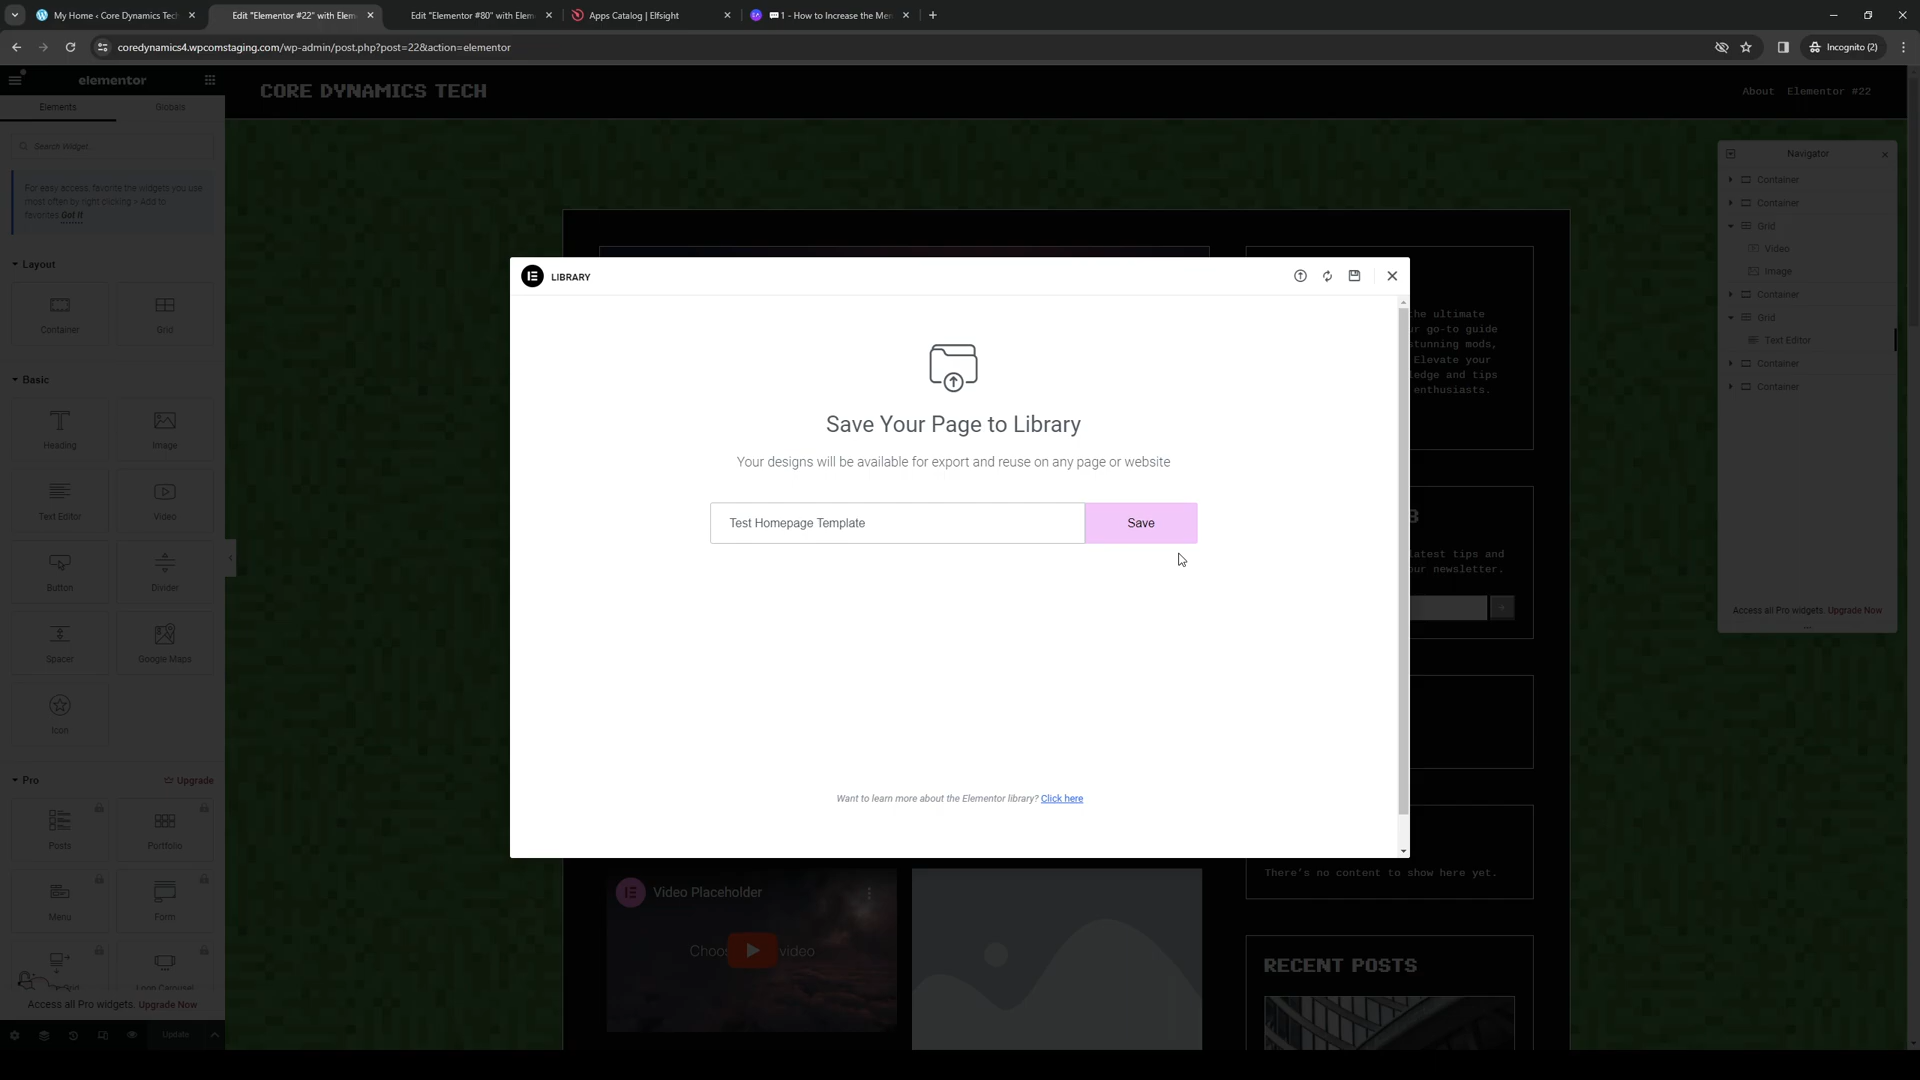 My Home ‹ Core Dynamics Tech
Edit "Elementor #22" with Elem
Edit "Elementor #80" with Elem
Apps Catalog | Elfsight
1 - How to Increase the Mem
coredynamics4.wpcomstaging.com/wp-admin/post.php?post=22&action=elementor
Incognito (2)
elementor
CORE DYNAMICS TECH
About
Elementor #22
Elements
Globals
Search Widget...
For easy access, favorite the widgets you use
most often by right clicking > Add to
favorites Got It
Layout
Container
Grid
Basic
Heading
Image
Text Editor
Video
Button
Divider
Spacer
Google Maps
Icon
Pro
Upgrade
Posts
Portfolio
Menu
Form
Loop Carousel
Access all Pro widgets. Upgrade Now
Update
LIBRARY
Save Your Page to Library
Your designs will be available for export and reuse on any page or website
Test Homepage Template
Save
Want to learn more about the Elementor library? Click here
Video Placeholder
video
the ultimate
ur go-to guide
stunning mods,
Elevate your
ledge and tips
enthusiasts.
latest tips and
our newsletter.
There's no content to show here yet.
RECENT POSTS
Navigator
Container
Container
Grid
Video
Image
Container
Grid
Text Editor
Container
Container
Access all Pro widgets. Upgrade Now